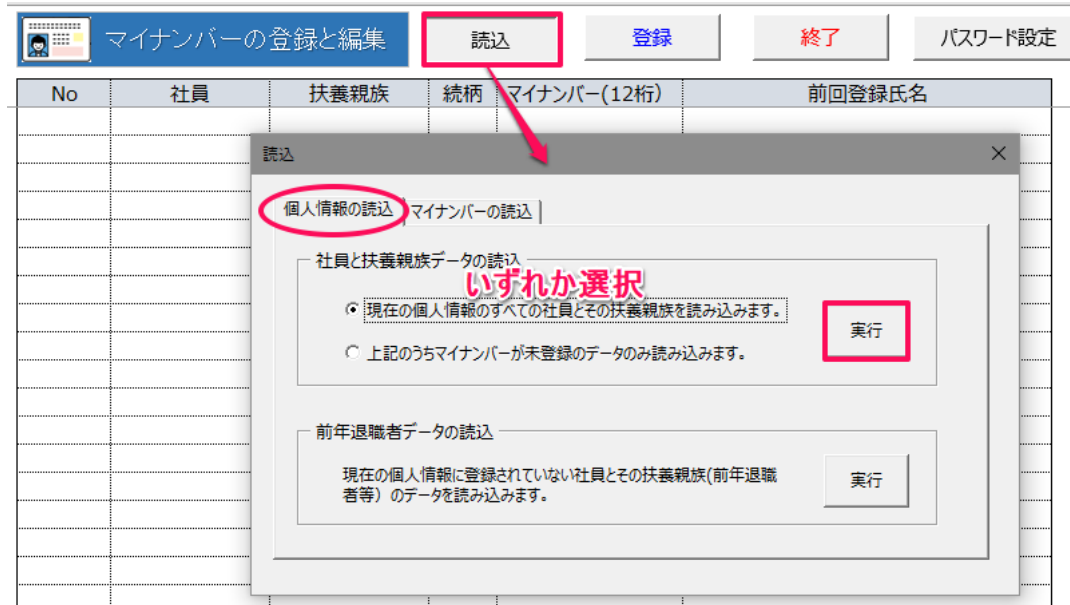 マイナンバーの登録と編集 読込 登録 終了 パスワード設定
No 社員 扶養親族 続柄 マイナンバー(12桁) 前回登録氏名
読込
個人情報の読込 マイナンバーの読込
社員と扶養親族データの読込
いずれか選択
現在の個人情報のすべての社員とその扶養親族を読み込みます。
実行
上記のうちマイナンバーが未登録のデータのみ読み込みます。
前年退職者データの読込
現在の個人情報に登録されていない社員とその扶養親族(前年退職
者等）のデータを読み込みます。
実行